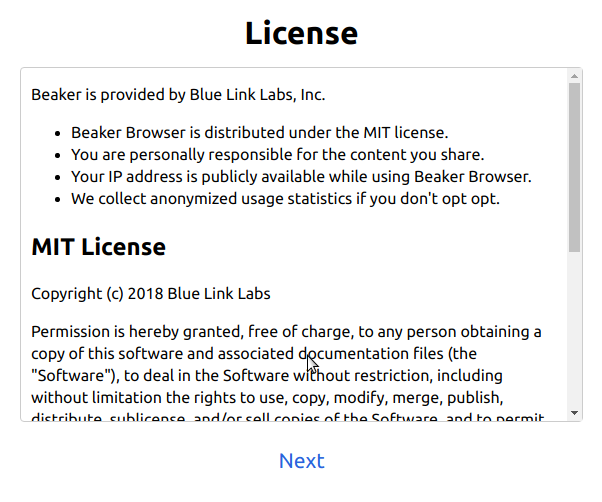 License
Beaker is provided by Blue Link Labs, Inc.
• Beaker Browser is distributed under the MIT license.
• You are personally responsible for the content you share.
• Your IP address is publicly available while using Beaker Browser.
• We collect anonymized usage statistics if you don't opt opt.
MIT License
Copyright (c) 2018 Blue Link Labs
Permission is hereby granted, free of charge, to any person obtaining a
copy of this software and associated documentation files (the
"Software"), to deal in the Software without restriction, including
without limitation the rights to use, copy, modify, merge, publish,
distribute, sublicense, and/or sell copies of the Software, and to permit
Next